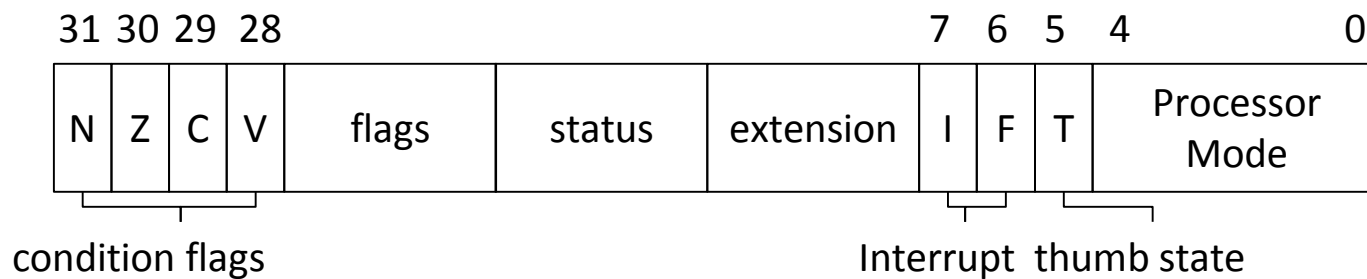 31 30 29 28 7 6 5 4 0
N Z C V flags status extension I F T Processor
Mode
condition flags Interrupt thumb state